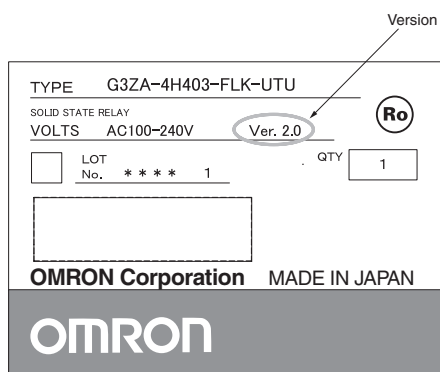 Version
TYPE G3ZA-4H403-FLK-UTU
SOLID STATE RELAY
VOLTS AC100-240V Ver. 2.0
Ro
LOT
No. **** 1
QTY 1
OMRON Corporation MADE IN JAPAN
OMRON